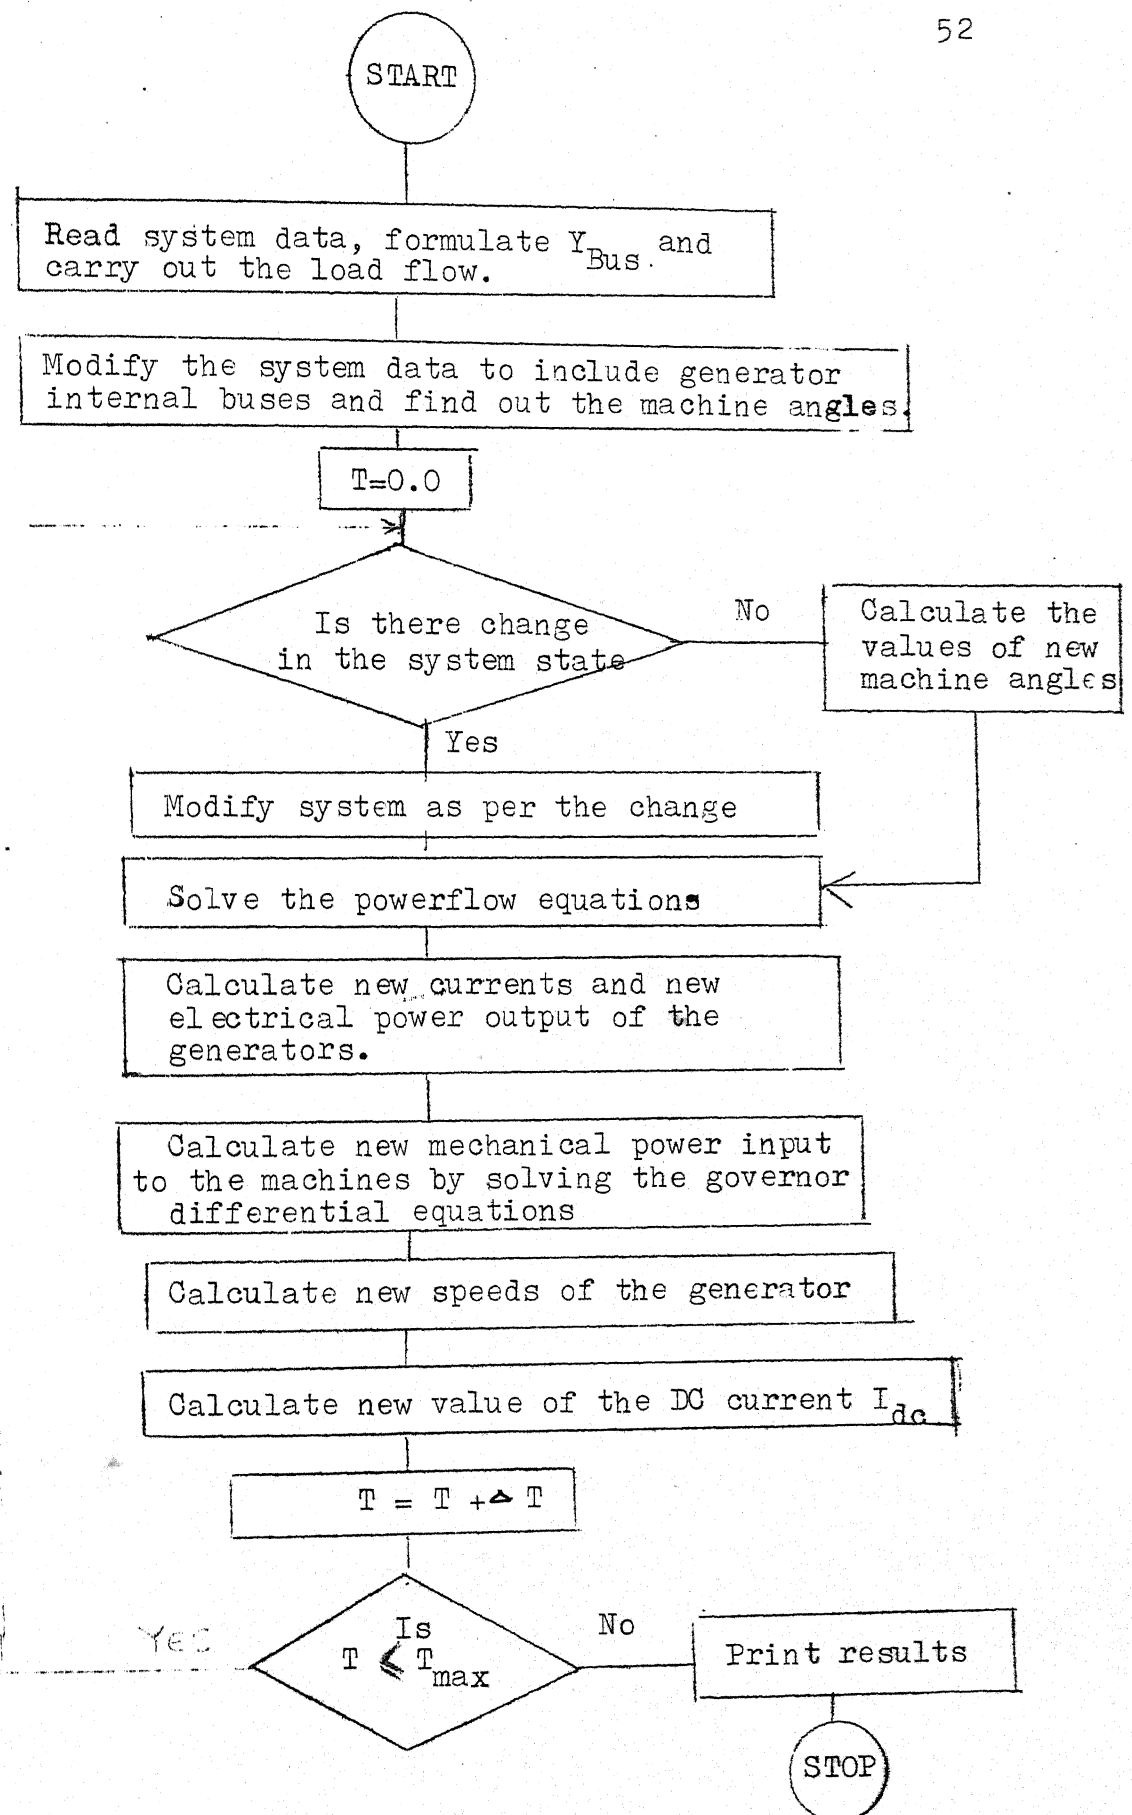 52
START
Read system data, formulate Y_Bus. and
carry out the load flow.
Modify the system data to include generator
internal buses and find out the machine angles.
T=0.0
Is there change
in the system state
No
Calculate the
values of new
machine angles
Yes
Modify system as per the change
Solve the powerflow equations
Calculate new currents and new
electrical power output of the
generators.
Calculate new mechanical power input
to the machines by solving the governor
differential equations
Calculate new speeds of the generator
Calculate new value of the DC current I_dc
T = T + Δ T
Is
T ⩽ T_max
YES
No
Print results
STOP